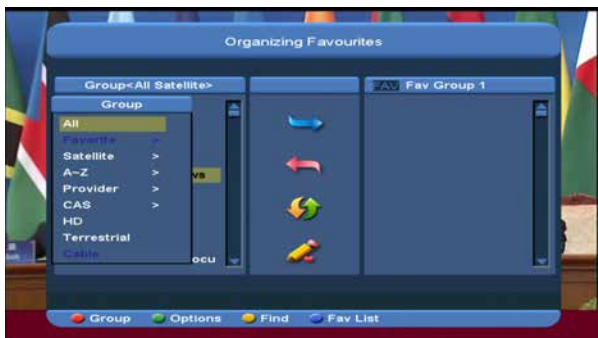 Organizing Favourites
Group<All Satellite>
FAV Fav Group 1
Group
All
Favorite >
Satellite >
A~Z >
vs
Provider >
CAS >
HD
Terrestrial
Cable
ocu
Group Options Find Fav List